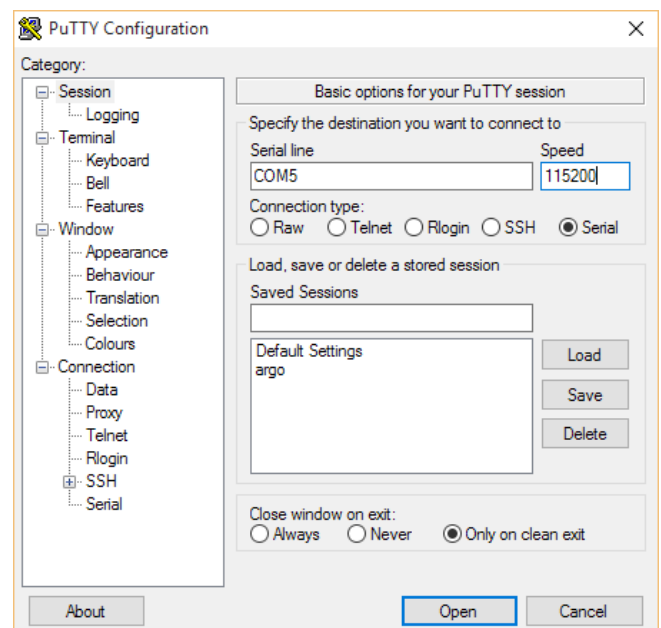 PuTTY Configuration
Category:
Session
Logging
Terminal
Keyboard
Bell
Features
Window
Appearance
Behaviour
Translation
Selection
Colours
Connection
Data
Proxy
Telnet
Rlogin
SSH
Serial
Basic options for your PuTTY session
Specify the destination you want to connect to
Serial line Speed
COM5 115200
Connection type:
Raw Telnet Rlogin SSH Serial
Load, save or delete a stored session
Saved Sessions
Default Settings
argo
Load
Save
Delete
Close window on exit:
Always Never Only on clean exit
About Open Cancel